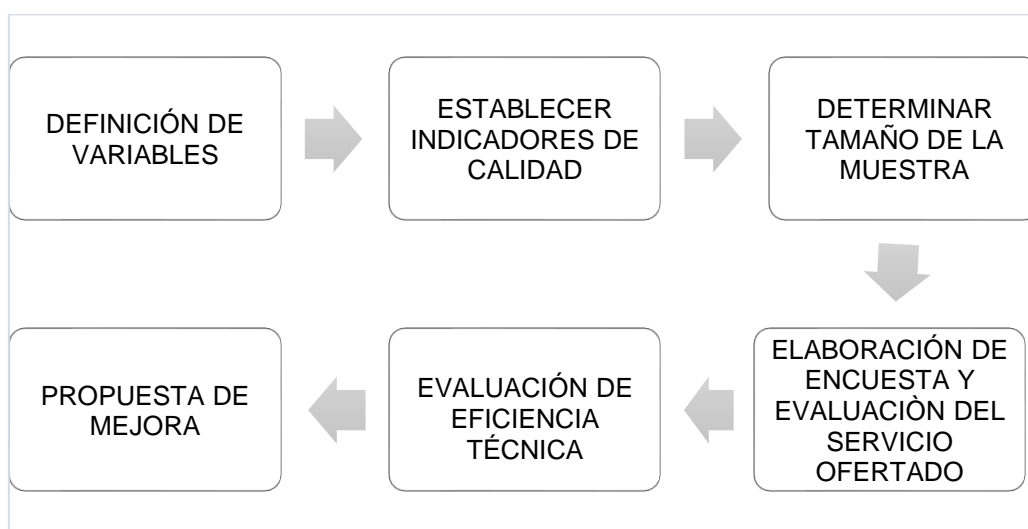 DEFINICIÓN DE
VARIABLES
ESTABLECER
INDICADORES DE
CALIDAD
DETERMINAR
TAMAÑO DE LA
MUESTRA
ELABORACIÓN DE
ENCUESTA Y
EVALUACIÒN DEL
SERVICIO
OFERTADO
EVALUACIÓN DE
EFICIENCIA
TÉCNICA
PROPUESTA DE
MEJORA